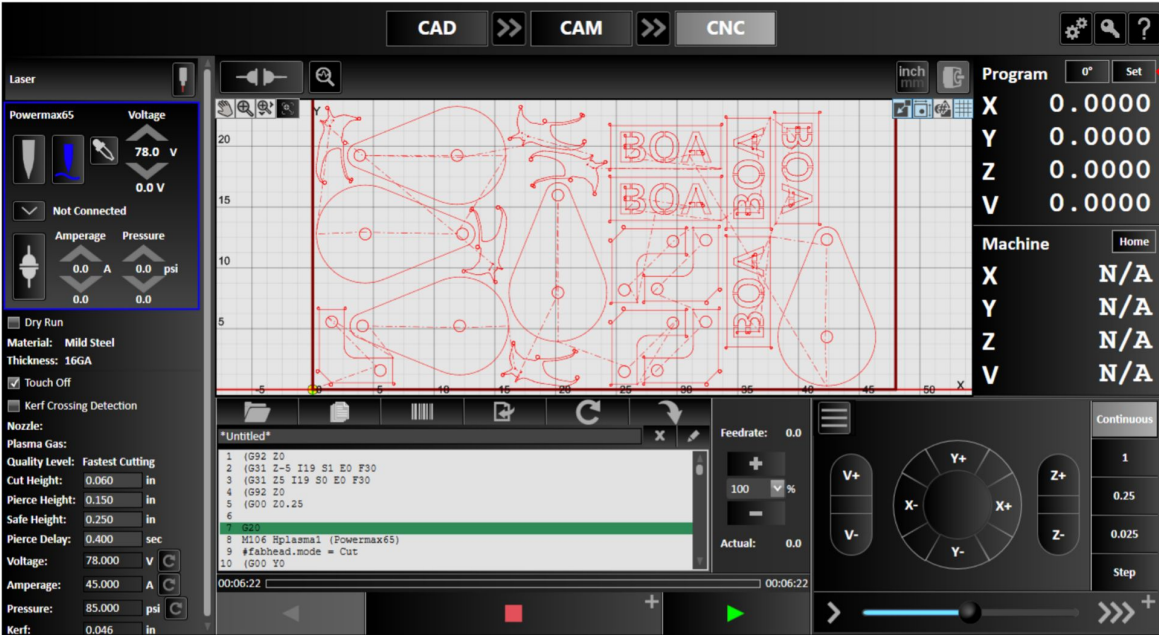 CAD >> CAM >> CNC
?
Laser
Powermax65 Voltage
78.0 V
0.0 V
Not Connected
Amperage Pressure
0.0 A 0.0 psi
0.0 0.0
Dry Run
Material: Mild Steel
Thickness: 16GA
Touch Off
Kerf Crossing Detection
Nozzle:
Plasma Gas:
Quality Level: Fastest Cutting
Cut Height: 0.060 in
Pierce Height: 0.150 in
Safe Height: 0.250 in
Pierce Delay: 0.400 sec
Voltage: 78.000 V
Amperage: 45.000 A
Pressure: 85.000 psi
Kerf: 0.046 in
inch
mm
Y
20
15
10
5
-5 0 5 10 15 20 25 30 35 40 45 50 X
BOA
BOA
BOA
BOA
BOA
*Untitled*
1 (G92 Z0
2 (G31 Z-5 I19 S1 E0 F30
3 (G31 Z5 I19 S0 E0 F30
4 (G92 Z0
5 (G00 Z0.25
6
7 G20
8 M106 Hplasma1 (Powermax65)
9 #fabhead.mode = Cut
10 (G00 Y0
00:06:22 00:06:22
Feedrate: 0.0
+
100 %
−
Actual: 0.0
Program 0° Set
X 0.0000
Y 0.0000
Z 0.0000
V 0.0000
Machine Home
X N/A
Y N/A
Z N/A
V N/A
V+
V-
Y+
X- X+
Y-
Z+
Z-
Continuous
1
0.25
0.025
Step